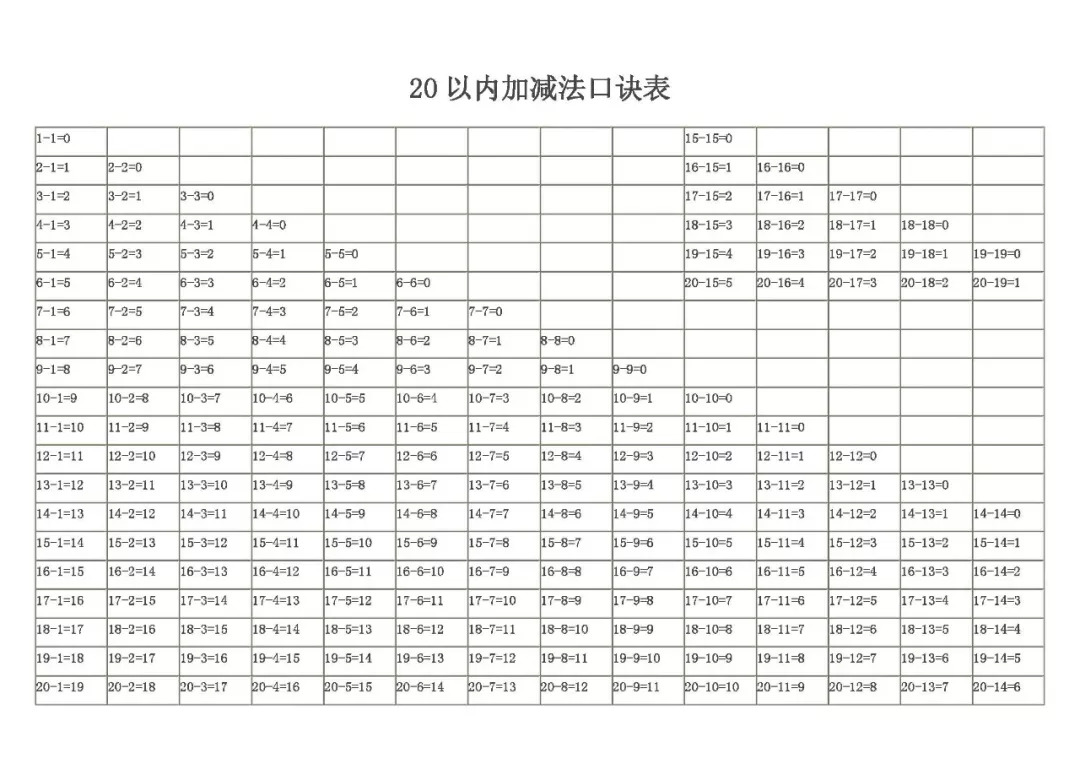 20 以内加减法口诀表
1-1=0 15-15=0
2-1=1 2-2=0 16-15=1 16-16=0
3-1=2 3-2=1 3-3=0 17-15=2 17-16=1 17-17=0
4-1=3 4-2=2 4-3=1 4-4=0 18-15=3 18-16=2 18-17=1 18-18=0
5-1=4 5-2=3 5-3=2 5-4=1 5-5=0 19-15=4 19-16=3 19-17=2 19-18=1 19-19=0
6-1=5 6-2=4 6-3=3 6-4=2 6-5=1 6-6=0 20-15=5 20-16=4 20-17=3 20-18=2 20-19=1
7-1=6 7-2=5 7-3=4 7-4=3 7-5=2 7-6=1 7-7=0
8-1=7 8-2=6 8-3=5 8-4=4 8-5=3 8-6=2 8-7=1 8-8=0
9-1=8 9-2=7 9-3=6 9-4=5 9-5=4 9-6=3 9-7=2 9-8=1 9-9=0
10-1=9 10-2=8 10-3=7 10-4=6 10-5=5 10-6=4 10-7=3 10-8=2 10-9=1 10-10=0
11-1=10 11-2=9 11-3=8 11-4=7 11-5=6 11-6=5 11-7=4 11-8=3 11-9=2 11-10=1 11-11=0
12-1=11 12-2=10 12-3=9 12-4=8 12-5=7 12-6=6 12-7=5 12-8=4 12-9=3 12-10=2 12-11=1 12-12=0
13-1=12 13-2=11 13-3=10 13-4=9 13-5=8 13-6=7 13-7=6 13-8=5 13-9=4 13-10=3 13-11=2 13-12=1 13-13=0
14-1=13 14-2=12 14-3=11 14-4=10 14-5=9 14-6=8 14-7=7 14-8=6 14-9=5 14-10=4 14-11=3 14-12=2 14-13=1 14-14=0
15-1=14 15-2=13 15-3=12 15-4=11 15-5=10 15-6=9 15-7=8 15-8=7 15-9=6 15-10=5 15-11=4 15-12=3 15-13=2 15-14=1
16-1=15 16-2=14 16-3=13 16-4=12 16-5=11 16-6=10 16-7=9 16-8=8 16-9=7 16-10=6 16-11=5 16-12=4 16-13=3 16-14=2
17-1=16 17-2=15 17-3=14 17-4=13 17-5=12 17-6=11 17-7=10 17-8=9 17-9=8 17-10=7 17-11=6 17-12=5 17-13=4 17-14=3
18-1=17 18-2=16 18-3=15 18-4=14 18-5=13 18-6=12 18-7=11 18-8=10 18-9=9 18-10=8 18-11=7 18-12=6 18-13=5 18-14=4
19-1=18 19-2=17 19-3=16 19-4=15 19-5=14 19-6=13 19-7=12 19-8=11 19-9=10 19-10=9 19-11=8 19-12=7 19-13=6 19-14=5
20-1=19 20-2=18 20-3=17 20-4=16 20-5=15 20-6=14 20-7=13 20-8=12 20-9=11 20-10=10 20-11=9 20-12=8 20-13=7 20-14=6